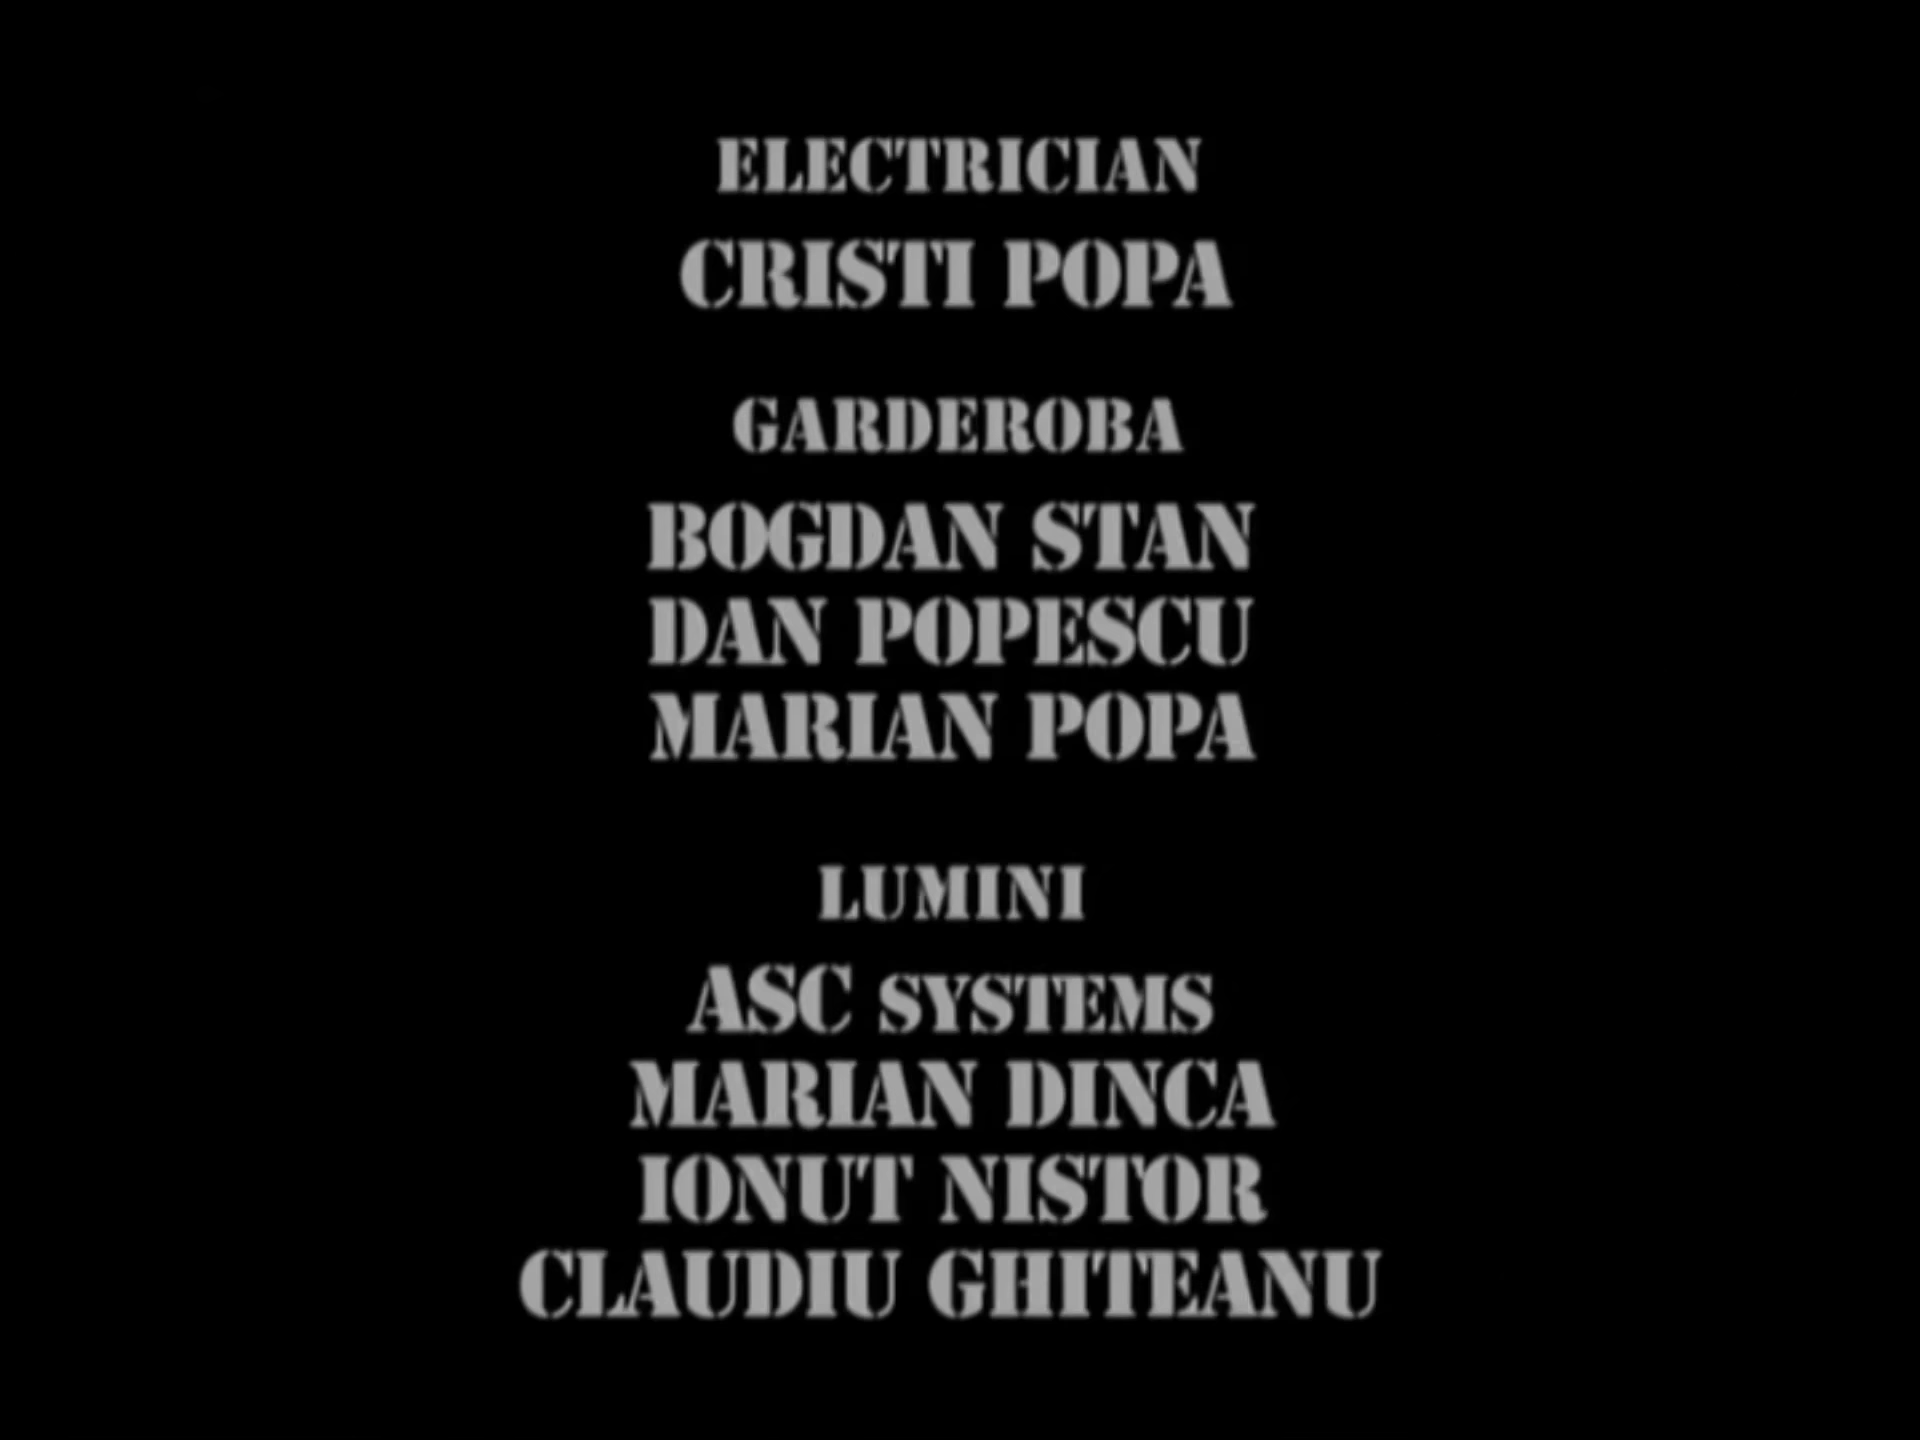 ELECTRICIAN
CRISTI POPA
GARDEROBA
BOGDAN STAN
DAN POPESCU
MARIAN POPA
LUMINI
ASC SYSTEMS
MARIAN DINCA
IONUT NISTOR
CLAUDIU GHITEANU